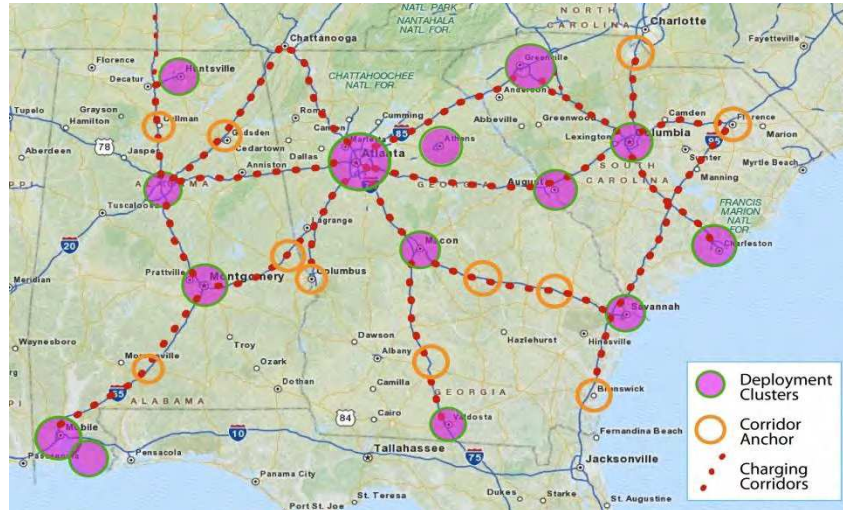 NATL PARK
NANTAHALA
NATL FOR.
NORTH
CAROLINA
Charlotte
Fayetteville
Chattanooga
Florence
Decatur
Huntsville
CHATTAHOOCHEE
NATL FOR.
Greenville
Anderson
Tupelo
Grayson
Hamilton
Cullman
Gadsden
Rome
Canton
Cumming
Marietta
85
Athens
Abbeville
Greenwood
Lexington
Columbia
Camden
Florence
Marion
78
Jasper
Cedartown
Dallas
Atlanta
Aberdeen
Anniston
95
Sumter
Manning
Myrtle Beach
ALABAMA
GEORGIA
August
SOUTH
CAROLINA
Tuscaloosa
Lagrange
FRANCIS
MARION
NATL
FOR.
20
Macon
Charleston
Meridian
Prattville
Montgomery
Columbus
Savannah
Waynesboro
Troy
Dawson
Albany
Hazlehurst
Hinesville
Ozark
65
Dothan
Camilla
Brunswick
ALABAMA
GEORGIA
Mobile
84
Cairo
Valdosta
Fernandina Beach
10
Pensacola
Tallahassee
75
Jacksonville
Panama City
Port St. Joe
St. Teresa
Dukes
Starke
St. Augustine
Deployment
Clusters
Corridor
Anchor
Charging
Corridors